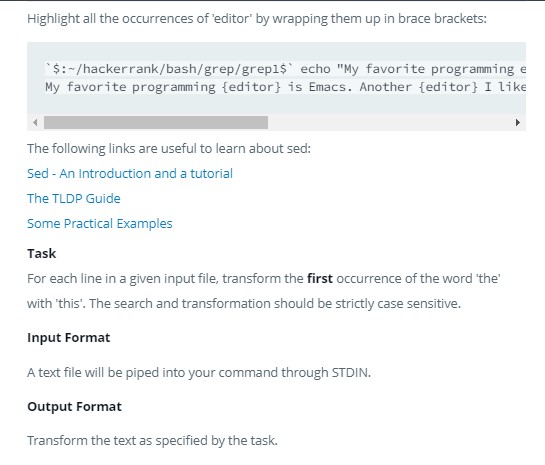 Highlight all the occurrences of 'editor' by wrapping them up in brace brackets:
`$:~/hackerrank/bash/grep/grep1$` echo "My favorite programming e
My favorite programming {editor} is Emacs. Another {editor} I like
The following links are useful to learn about sed:
Sed - An Introduction and a tutorial
The TLDP Guide
Some Practical Examples
Task
For each line in a given input file, transform the first occurrence of the word 'the'
with 'this'. The search and transformation should be strictly case sensitive.
Input Format
A text file will be piped into your command through STDIN.
Output Format
Transform the text as specified by the task.